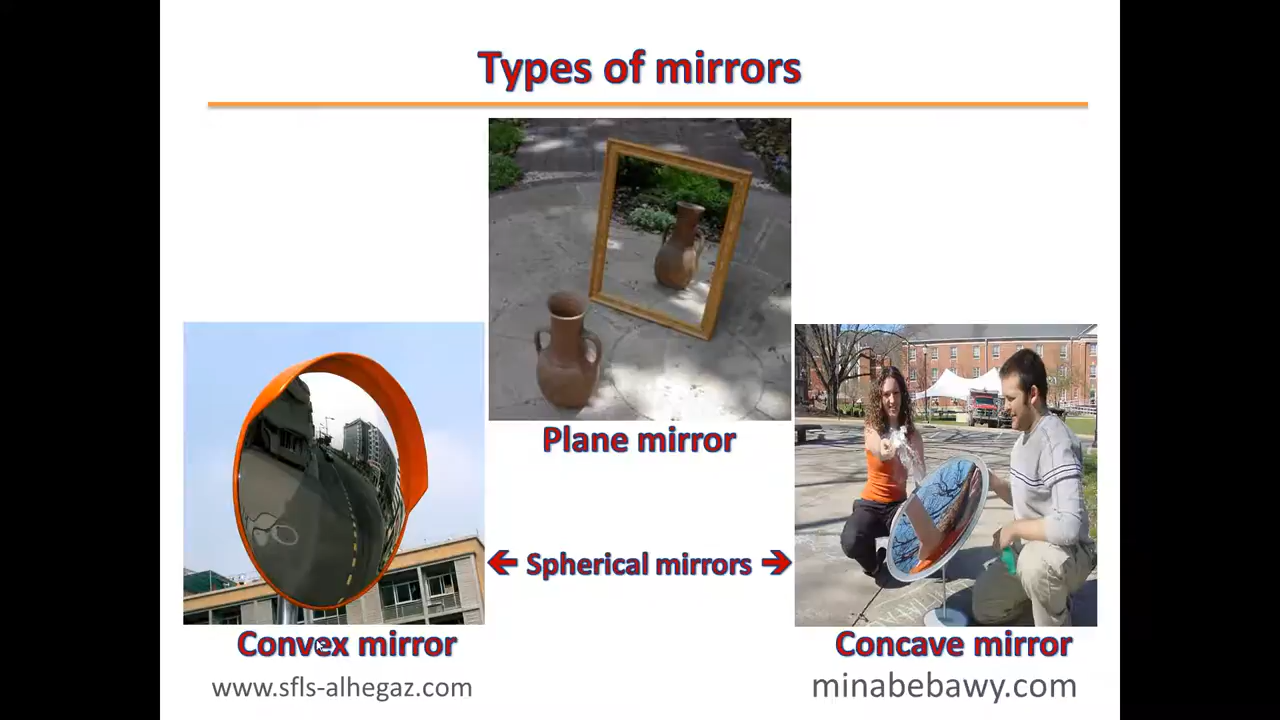 Types of mirrors
Plane mirror
← Spherical mirrors →
Convex mirror
Concave mirror
www.sfls-alhegaz.com
minabebawy.com